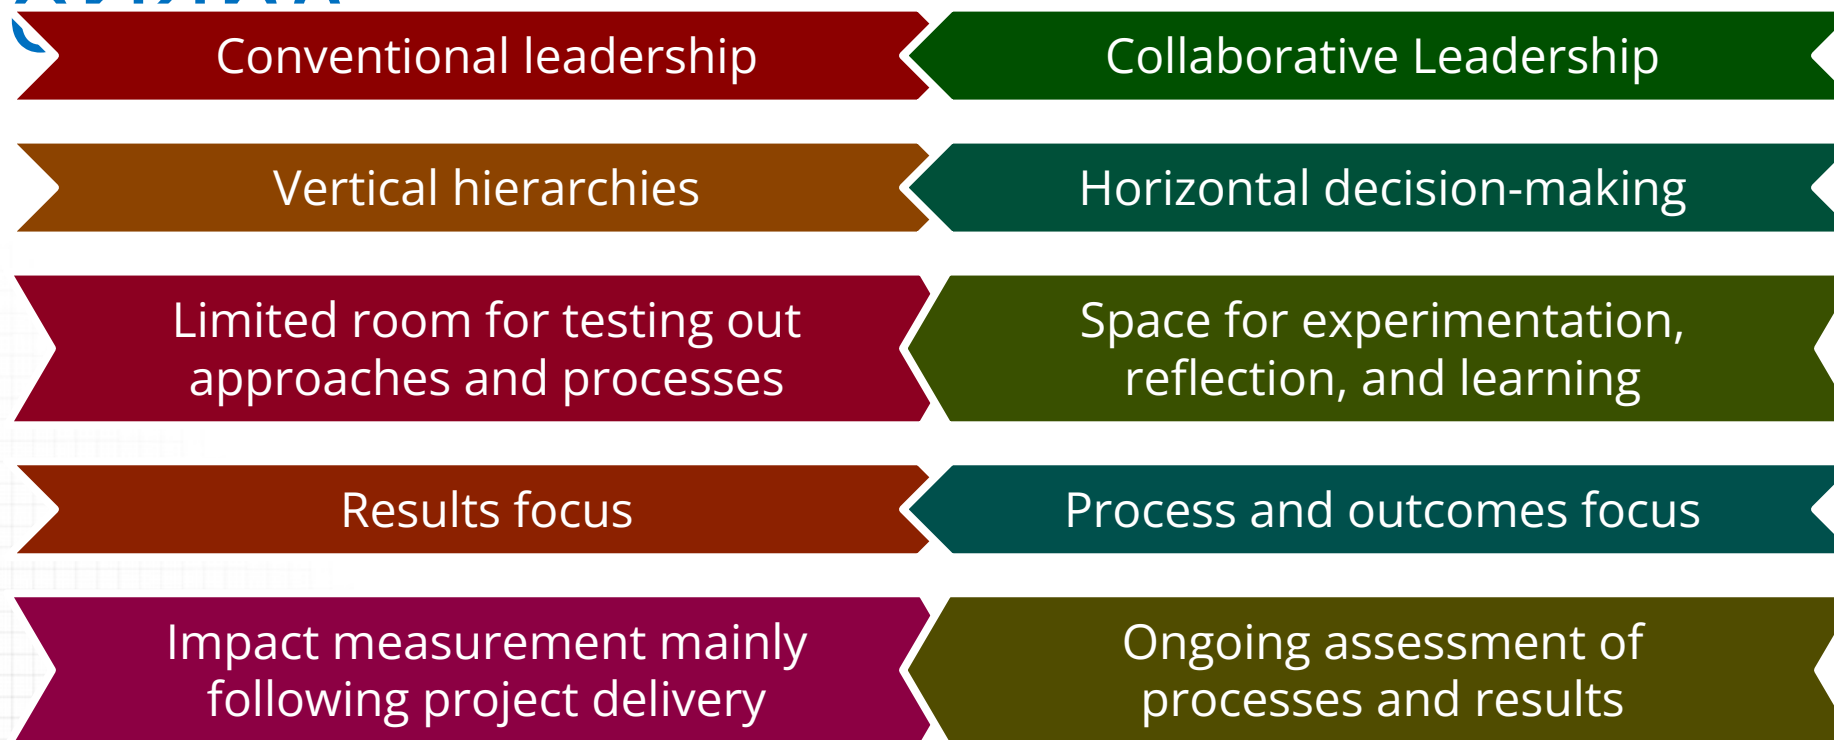 Conventional leadership
Collaborative Leadership
Vertical hierarchies
Horizontal decision-making
Limited room for testing out
approaches and processes
Space for experimentation,
reflection, and learning
Results focus
Process and outcomes focus
Impact measurement mainly
following project delivery
Ongoing assessment of
processes and results